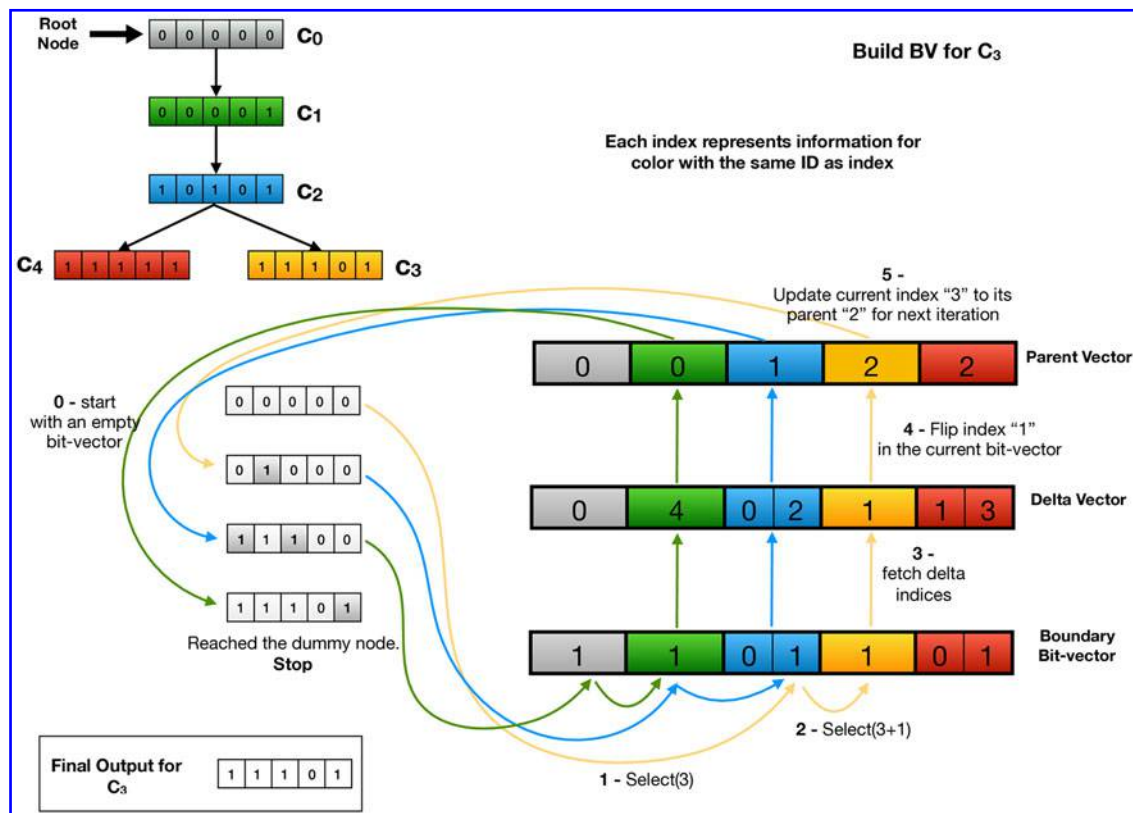 Root
Node
0 0 0 0 0 C0
Build BV for C3
0 0 0 0 1 C1
Each index represents information for
color with the same ID as index
1 0 1 0 1 C2
C4 1 1 1 1 1
1 1 1 0 1 C3
5 -
Update current index “3” to its
parent “2” for next iteration
0 0 1 2 2 Parent Vector
0 - start
with an empty
bit-vector
0 0 0 0 0
4 - Flip index “1”
in the current bit-vector
0 1 0 0 0
0 4 0 2 1 1 3 Delta Vector
1 1 1 0 0
3 -
fetch delta
indices
1 1 1 0 1
Reached the dummy node.
Stop
1 1 0 1 1 0 1
Boundary
Bit-vector
2 - Select(3+1)
1 - Select(3)
Final Output for
C3
1 1 1 0 1